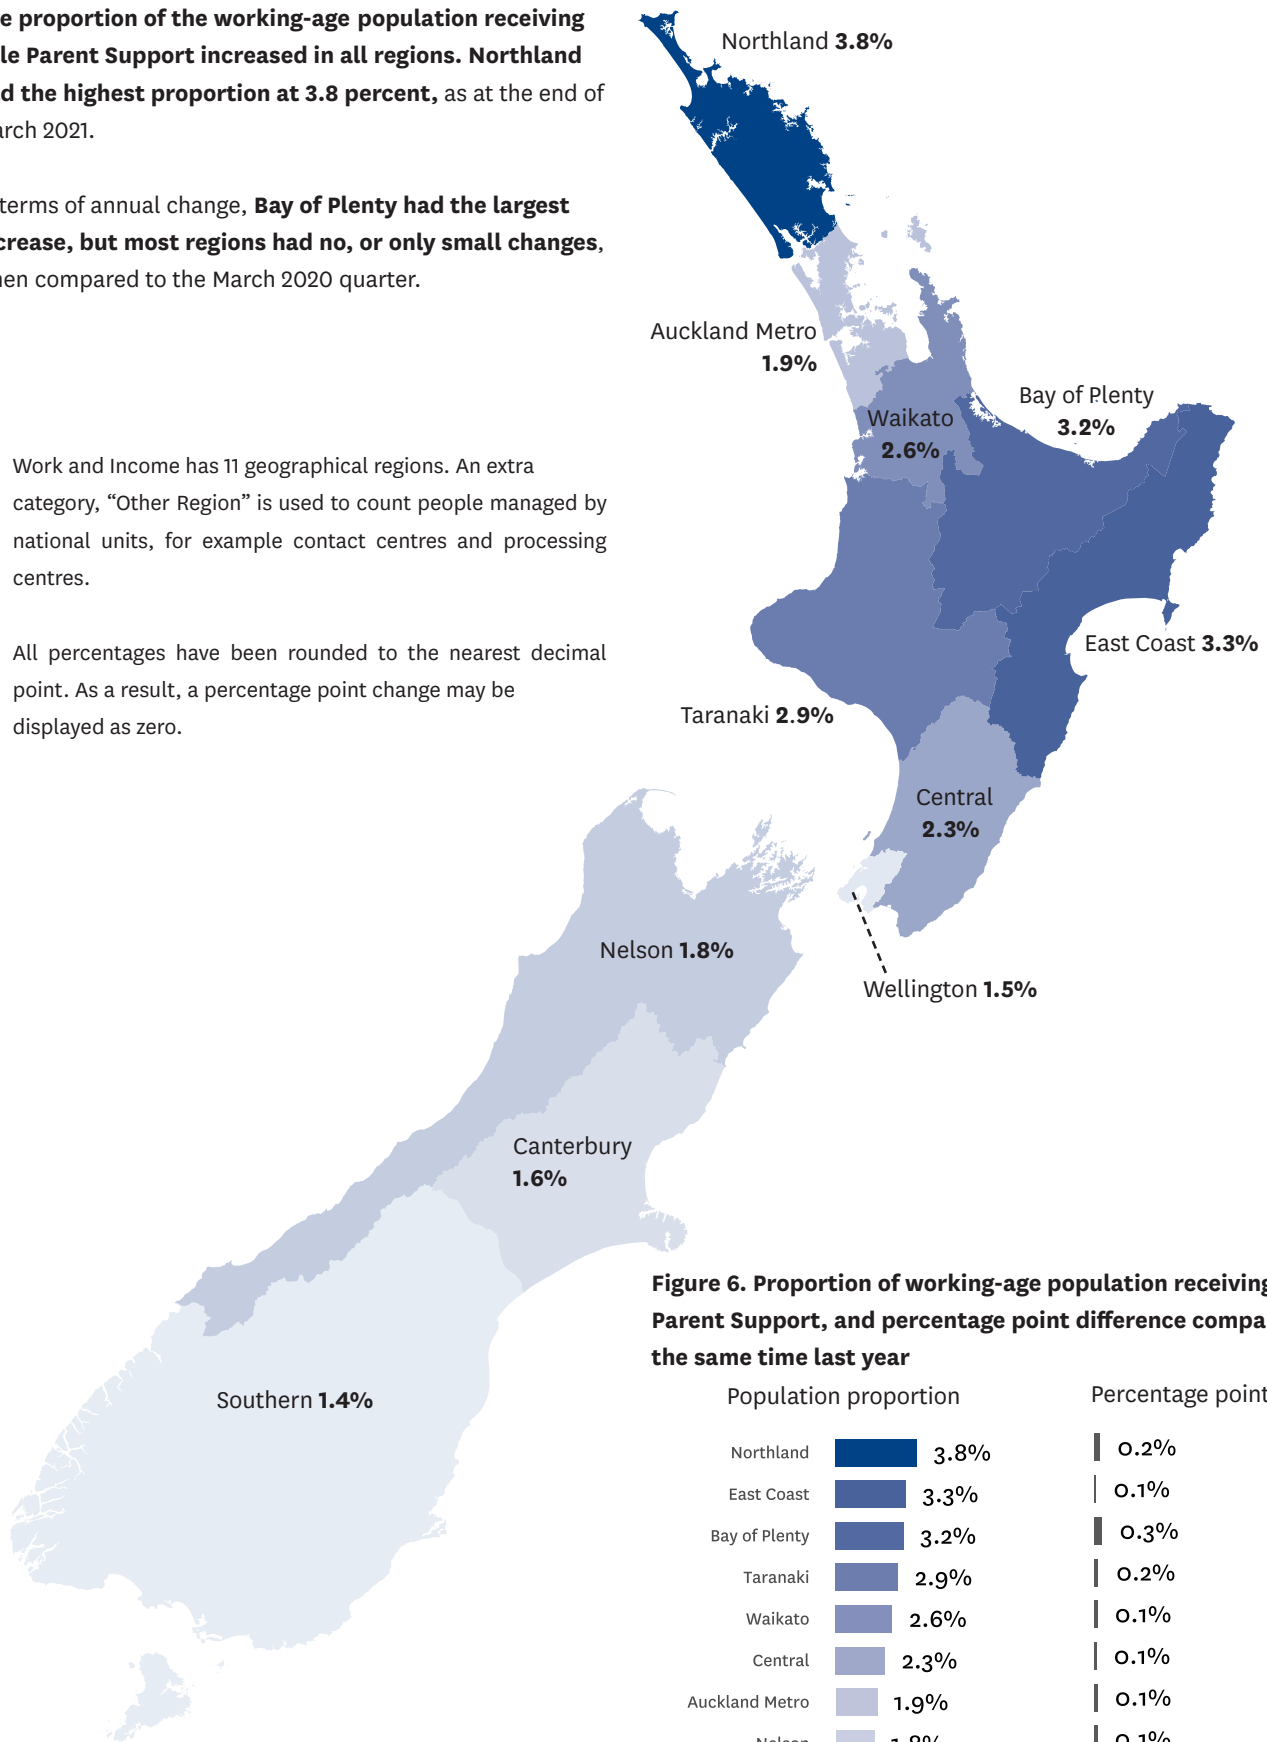 e proportion of the working-age population receiving
le Parent Support increased in all regions. Northland
d the highest proportion at 3.8 percent, as at the end of
arch 2021.
terms of annual change, Bay of Plenty had the largest
crease, but most regions had no, or only small changes,
hen compared to the March 2020 quarter.
Work and Income has 11 geographical regions. An extra
category, “Other Region” is used to count people managed by
national units, for example contact centres and processing
centres.
All percentages have been rounded to the nearest decimal
point. As a result, a percentage point change may be
displayed as zero.
Northland 3.8%
Auckland Metro
1.9%
Waikato
2.6%
Bay of Plenty
3.2%
East Coast 3.3%
Taranaki 2.9%
Central
2.3%
Wellington 1.5%
Nelson 1.8%
Canterbury
1.6%
Southern 1.4%
Figure 6. Proportion of working-age population receiving
Parent Support, and percentage point difference compa
the same time last year
Population proportion Percentage point
Northland 3.8% 0.2%
East Coast 3.3% 0.1%
Bay of Plenty 3.2% 0.3%
Taranaki 2.9% 0.2%
Waikato 2.6% 0.1%
Central 2.3% 0.1%
Auckland Metro 1.9% 0.1%
Nelson 1.8% 0.1%